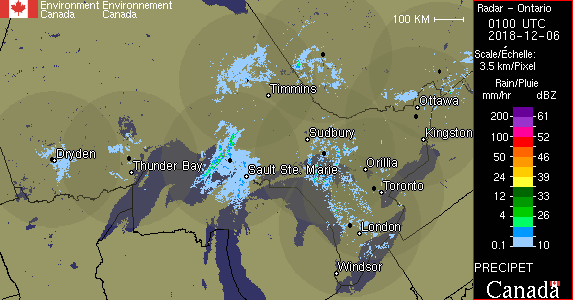 Environment Environnement
Canada Canada
100 KM
Timmins
Ottawa
Sudbury
Kingston
Dryden
Thunder Bay
Sault Ste. Marie
Orillia
Toronto
London
Windsor
Radar - Ontario
0100 UTC
2018-12-06
Scale/Échelle:
3.5 km/Pixel
Rain/Pluie
mm/hr dBZ
200 61
100 52
50 46
24 39
12 33
4 26
0.1 10
PRECIPET
Canada